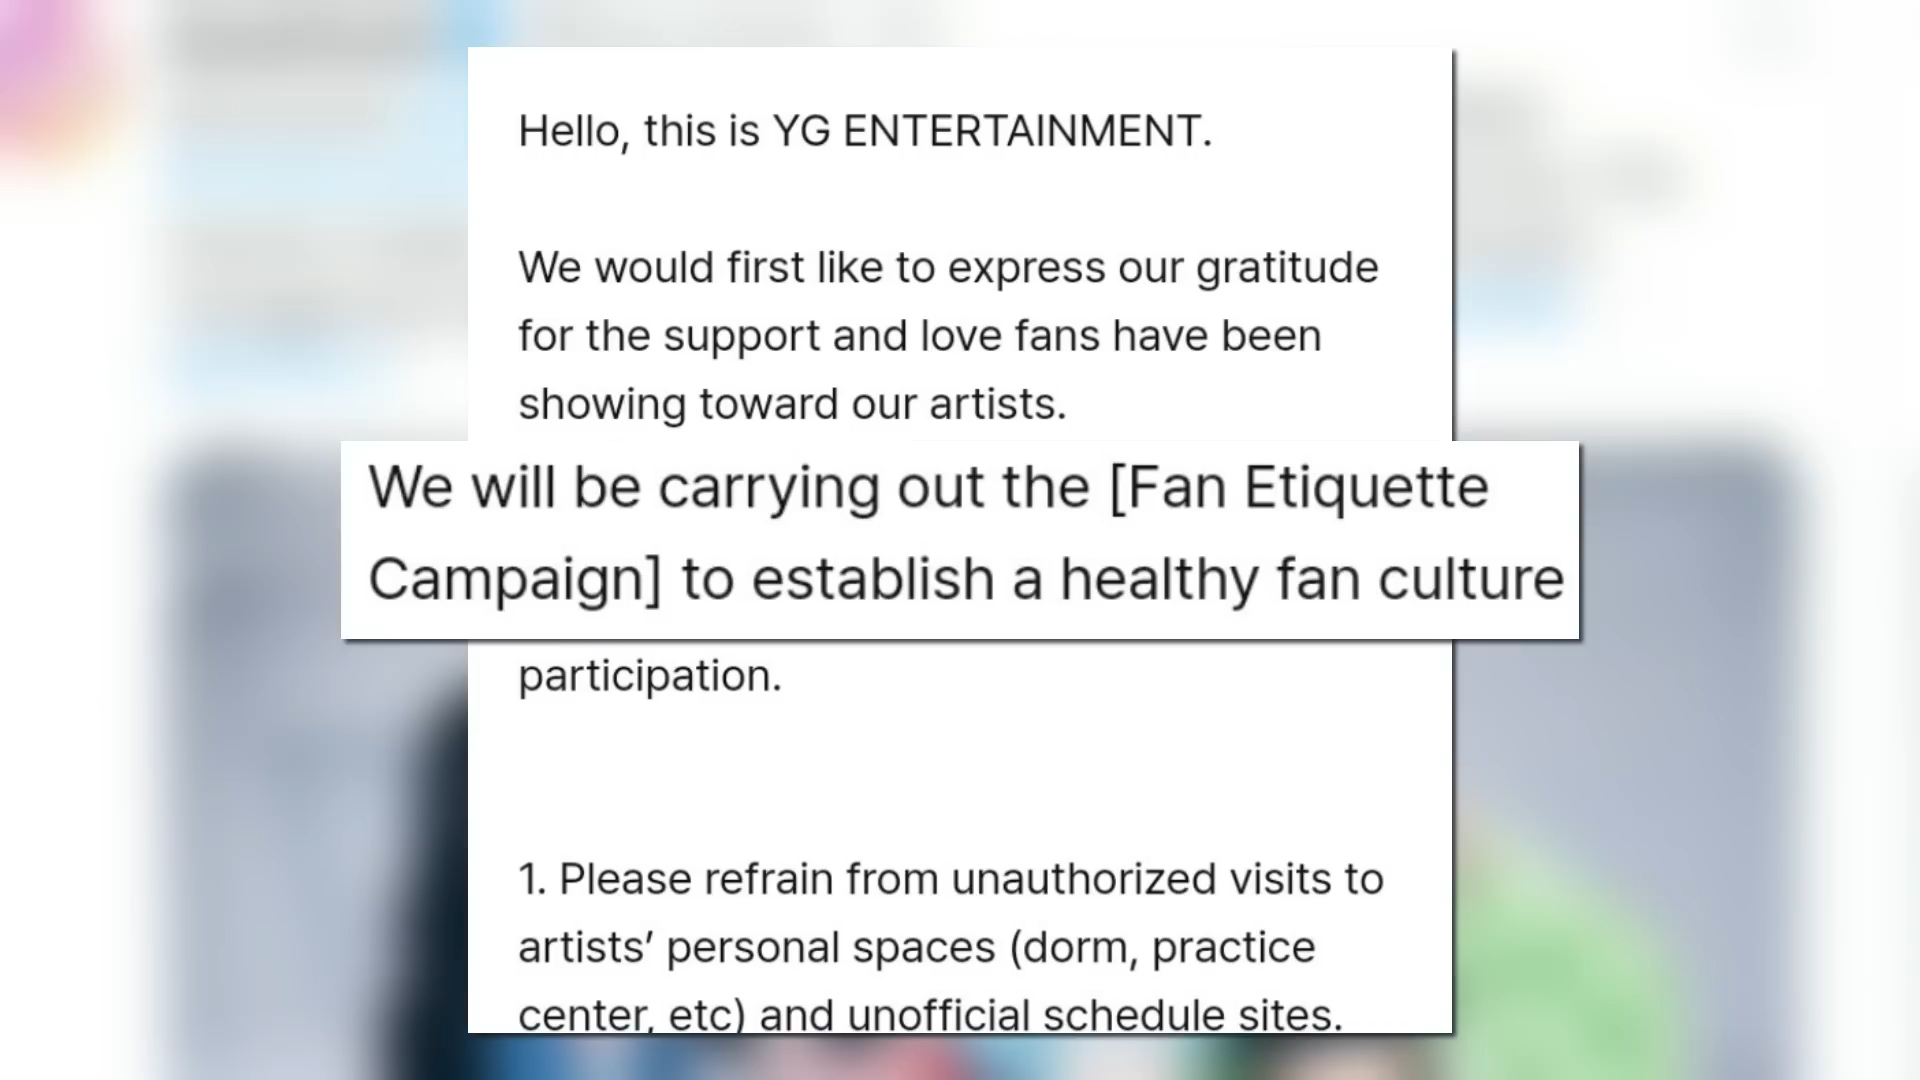 Hello, this is YG ENTERTAINMENT.
We would first like to express our gratitude
for the support and love fans have been
showing toward our artists.
We will be carrying out the [Fan Etiquette
Campaign] to establish a healthy fan culture
participation.
1. Please refrain from unauthorized visits to
artists’ personal spaces (dorm, practice
center, etc) and unofficial schedule sites.